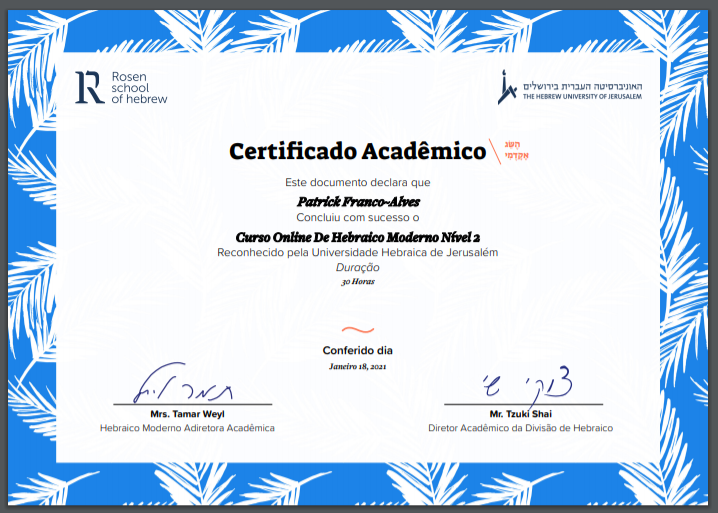 Rosen
school
of hebrew
האוניברסיטה העברית בירושלים
THE HEBREW UNIVERSITY OF JERUSALEM
Certificado Acadêmico
הֶשֵּׂג
אֲקָדֵמִי
Este documento declara que
Patrick Franco-Alves
Concluiu com sucesso o
Curso Online De Hebraico Moderno Nível 2
Reconhecido pela Universidade Hebraica de Jerusalém
Duração
30 Horas
Conferido dia
Janeiro 18, 2021
תמר וייל
צוקי שי
Mrs. Tamar Weyl
Mr. Tzuki Shai
Hebraico Moderno Adiretora Acadêmica
Diretor Acadêmico da Divisão de Hebraico